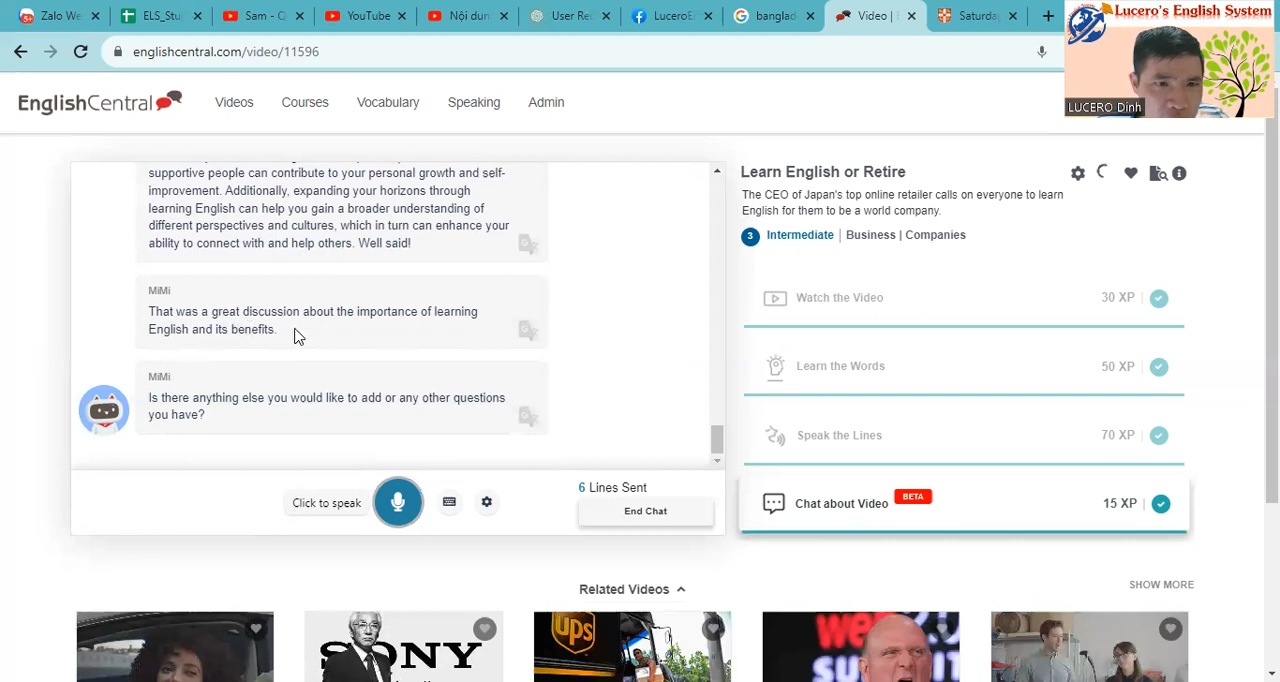 Zalo We
ELS_Stu
Sam - Q
YouTube
Nội dun
User Re
LuceroE
banglad
Video | E
Saturda
Lucero's English System
englishcentral.com/video/11596
LUCERO Dinh
EnglishCentral
Videos
Courses
Vocabulary
Speaking
Admin
supportive people can contribute to your personal growth and self-
improvement. Additionally, expanding your horizons through
learning English can help you gain a broader understanding of
different perspectives and cultures, which in turn can enhance your
ability to connect with and help others. Well said!
MiMi
That was a great discussion about the importance of learning
English and its benefits.
MiMi
Is there anything else you would like to add or any other questions
you have?
Click to speak
6 Lines Sent
End Chat
Learn English or Retire
The CEO of Japan's top online retailer calls on everyone to learn
English for them to be a world company.
3 Intermediate | Business | Companies
Watch the Video 30 XP
Learn the Words 50 XP
Speak the Lines 70 XP
Chat about Video BETA 15 XP
Related Videos
SHOW MORE
SONY
ups